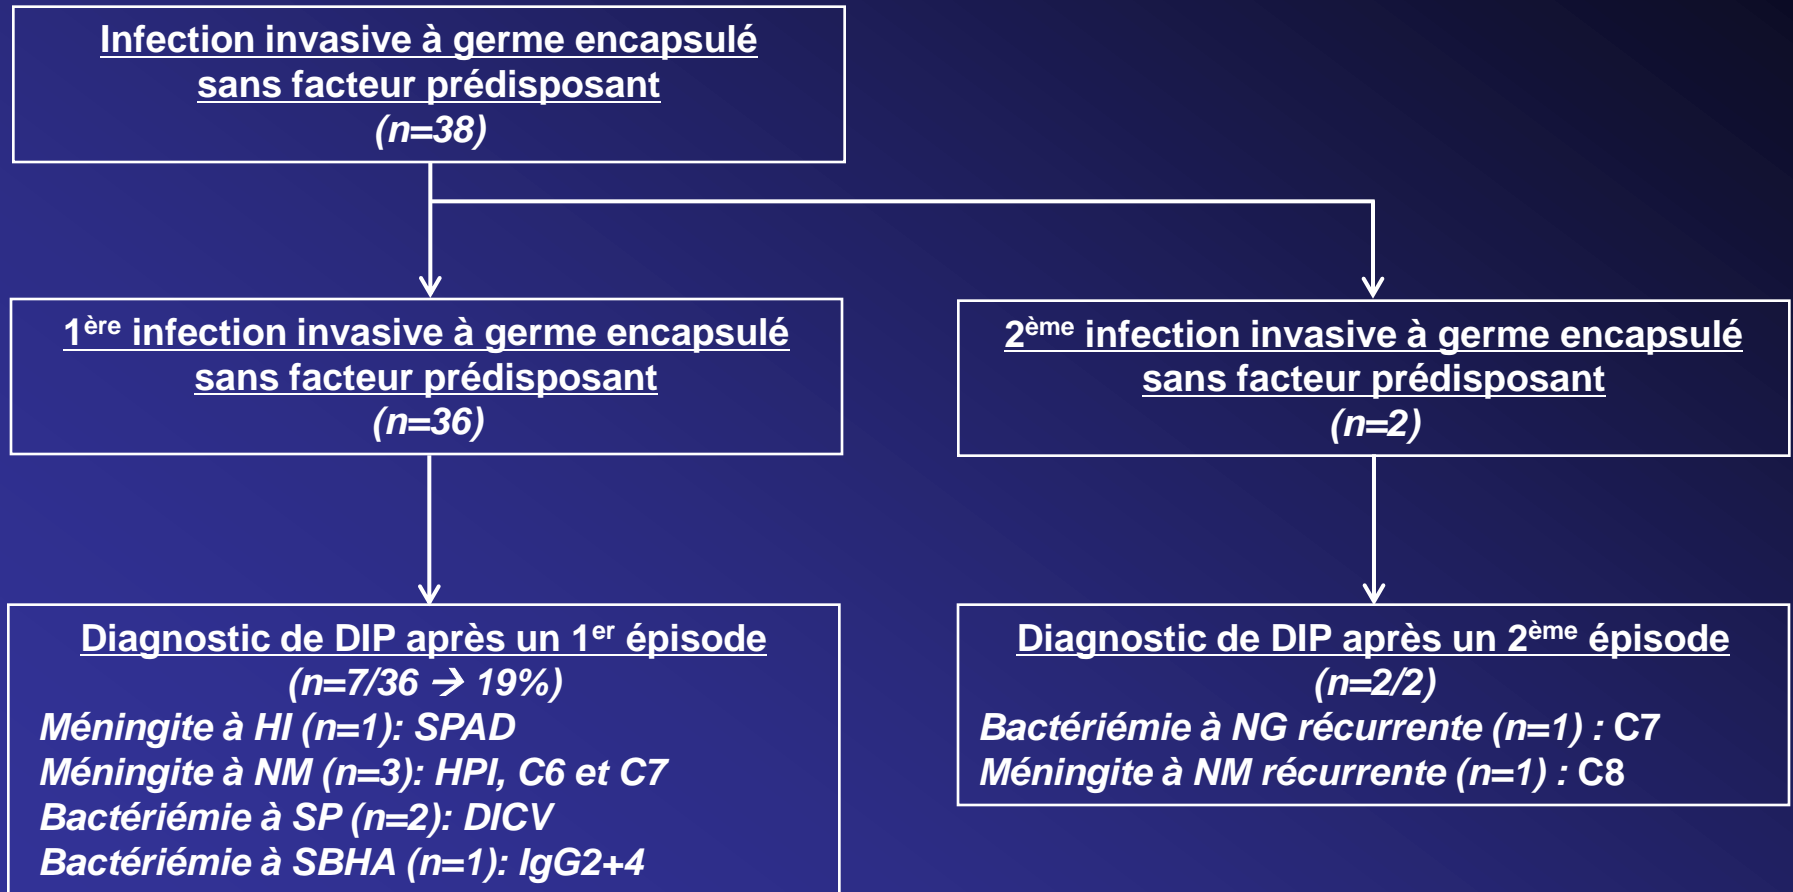 Infection invasive à germe encapsulé
sans facteur prédisposant
(n=38)
1ère infection invasive à germe encapsulé
sans facteur prédisposant
(n=36)
2ème infection invasive à germe encapsulé
sans facteur prédisposant
(n=2)
Diagnostic de DIP après un 1er épisode
(n=7/36 → 19%)
Méningite à HI (n=1): SPAD
Méningite à NM (n=3): HPI, C6 et C7
Bactériémie à SP (n=2): DICV
Bactériémie à SBHA (n=1): IgG2+4
Diagnostic de DIP après un 2ème épisode
(n=2/2)
Bactériémie à NG récurrente (n=1) : C7
Méningite à NM récurrente (n=1) : C8